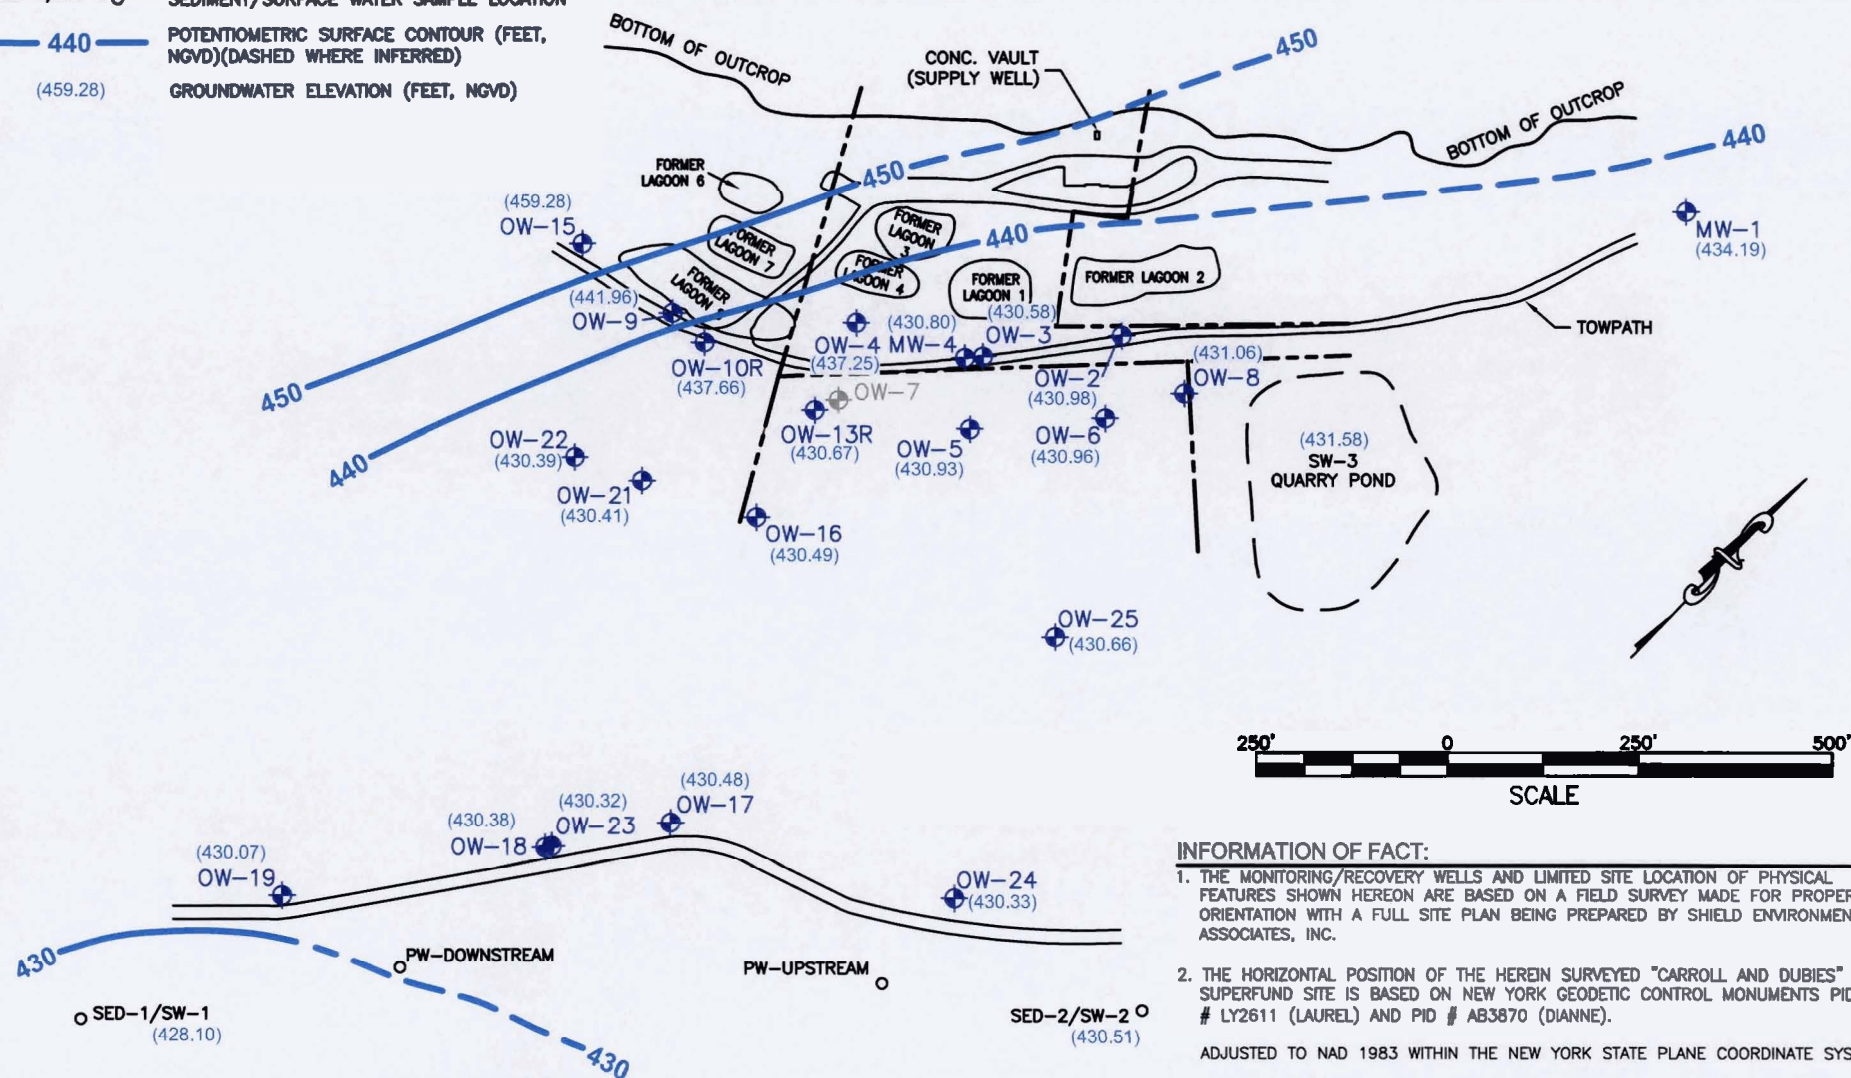 SEDIMENT/SURFACE WATER SAMPLE LOCATION
440
POTENTIOMETRIC SURFACE CONTOUR (FEET,
NGVD)(DASHED WHERE INFERRED)
(459.28)
GROUNDWATER ELEVATION (FEET, NGVD)
BOTTOM OF OUTCROP
CONC. VAULT
(SUPPLY WELL)
450
BOTTOM OF OUTCROP
440
FORMER
LAGOON 6
450
(459.28)
OW-15
MW-1
(434.19)
FORMER
LAGOON 7
FORMER
LAGOON
3
440
FORMER
LAGOON 4
FORMER
LAGOON 1
FORMER LAGOON 2
FORMER
LAGOON
(441.96)
OW-9
(430.80)
(430.58)
OW-4
MW-4
OW-3
(437.25)
TOWPATH
OW-10R
(437.66)
(431.06)
OW-8
OW-2
(430.98)
OW-7
450
OW-13R
(430.67)
OW-5
(430.93)
OW-6
(430.96)
(431.58)
SW-3
QUARRY POND
OW-22
(430.39)
440
OW-21
(430.41)
OW-16
(430.49)
OW-25
(430.66)
250'
0
250'
500'
SCALE
(430.48)
OW-17
(430.32)
OW-23
(430.38)
OW-18
(430.07)
OW-19
OW-24
(430.33)
430
PW-DOWNSTREAM
PW-UPSTREAM
SED-1/SW-1
(428.10)
SED-2/SW-2
(430.51)
430
INFORMATION OF FACT:
1. THE MONITORING/RECOVERY WELLS AND LIMITED SITE LOCATION OF PHYSICAL
FEATURES SHOWN HEREON ARE BASED ON A FIELD SURVEY MADE FOR PROPER
ORIENTATION WITH A FULL SITE PLAN BEING PREPARED BY SHIELD ENVIRONMEN
ASSOCIATES, INC.
2. THE HORIZONTAL POSITION OF THE HEREIN SURVEYED "CARROLL AND DUBIES"
SUPERFUND SITE IS BASED ON NEW YORK GEODETIC CONTROL MONUMENTS PID
# LY2611 (LAUREL) AND PID # AB3870 (DIANNE).
ADJUSTED TO NAD 1983 WITHIN THE NEW YORK STATE PLANE COORDINATE SYS